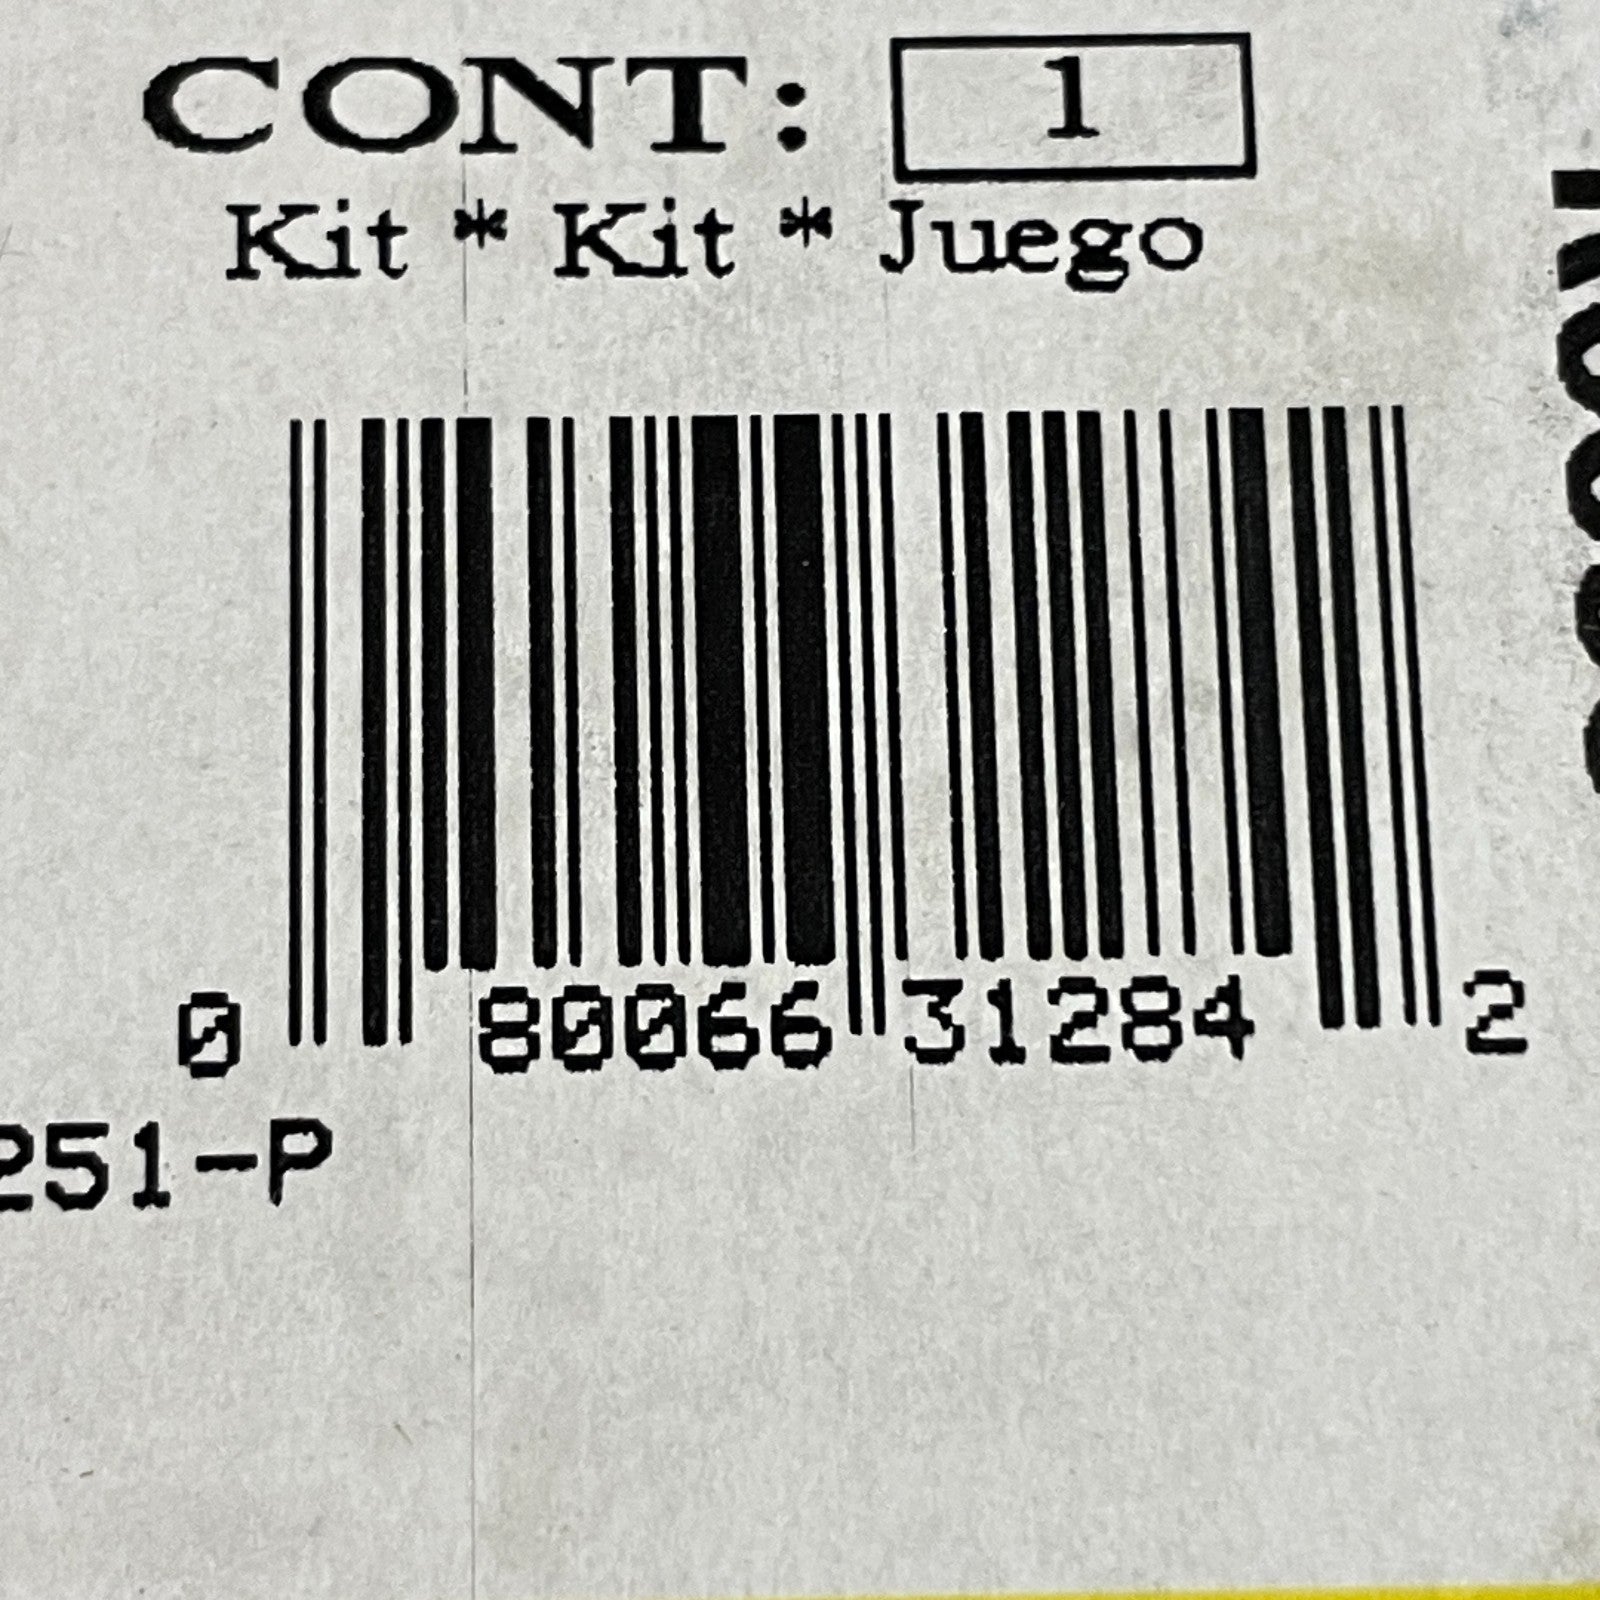 CONT: 1
Kit * Kit * Juego
0 80066 31284 2
251-P